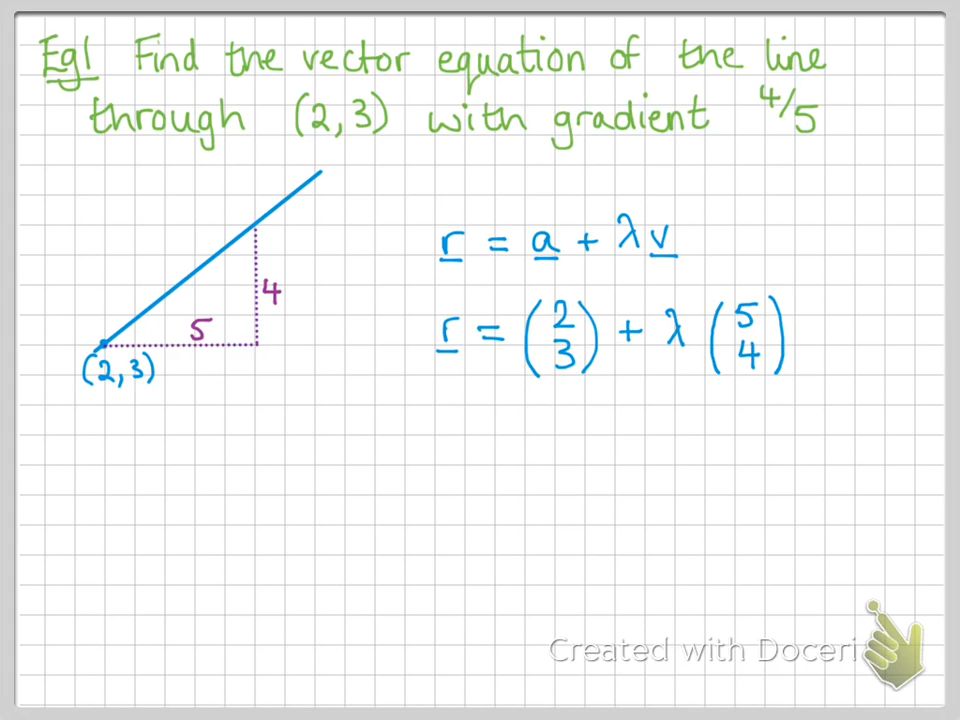 Eg1 Find the vector equation of the line
through (2,3) with gradient 4/5
r = a + λv
4
5
r = (2 3) + λ (5 4)
(2,3)
Created with Doceri